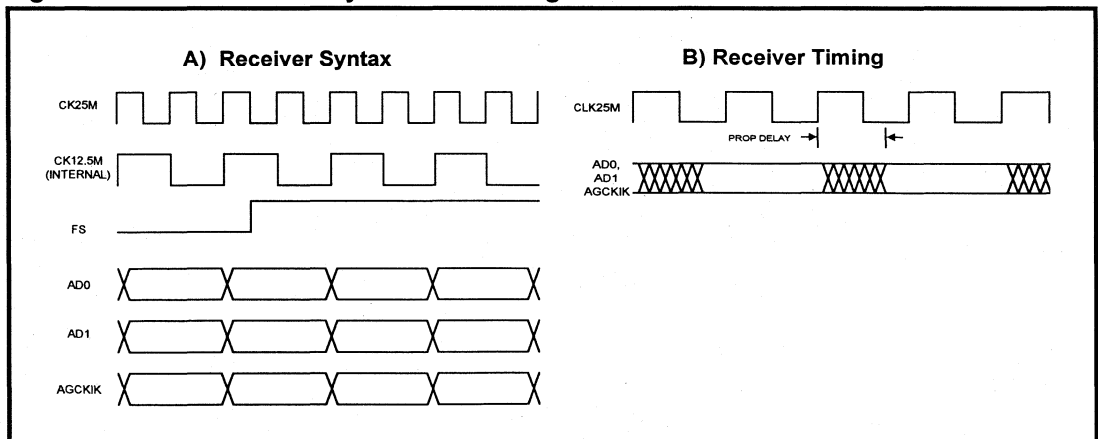 A) Receiver Syntax
CK25M
CK12.5M
(INTERNAL)
FS
AD0
AD1
AGCKIK
B) Receiver Timing
CLK25M
PROP DELAY
AD0,
AD1
AGCKIK